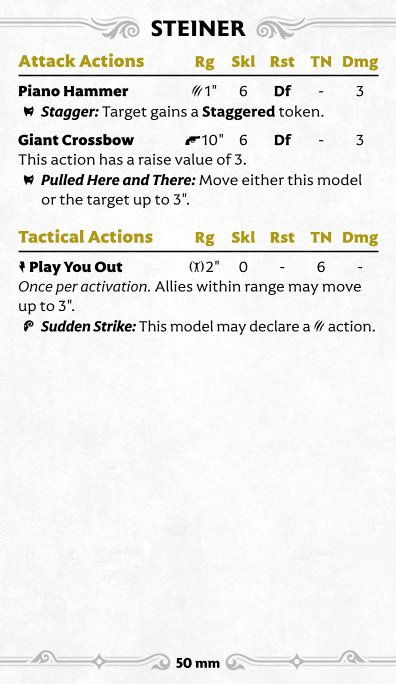 STEINER
Attack Actions Rg Skl Rst TN Dmg
Piano Hammer 1" 6 Df - 3
Stagger: Target gains a Staggered token.
Giant Crossbow 10" 6 Df - 3
This action has a raise value of 3.
Pulled Here and There: Move either this model
or the target up to 3".
Tactical Actions Rg Skl Rst TN Dmg
Play You Out 2" 0 - 6 -
Once per activation. Allies within range may move
up to 3".
Sudden Strike: This model may declare a action.
50 mm